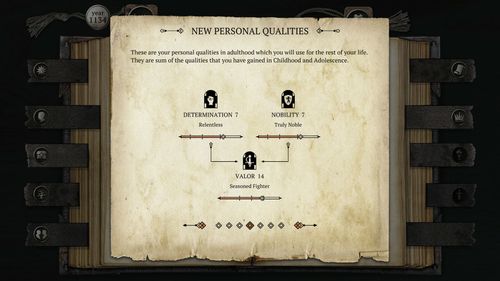 year
1134
NEW PERSONAL QUALITIES
These are your personal qualities in adulthood which you will use for the rest of your life.
They are sum of the qualities that you have gained in Childhood and Adolescence.
DETERMINATION 7
NOBILITY 7
Relentless
Truly Noble
VALOR 14
Seasoned Fighter